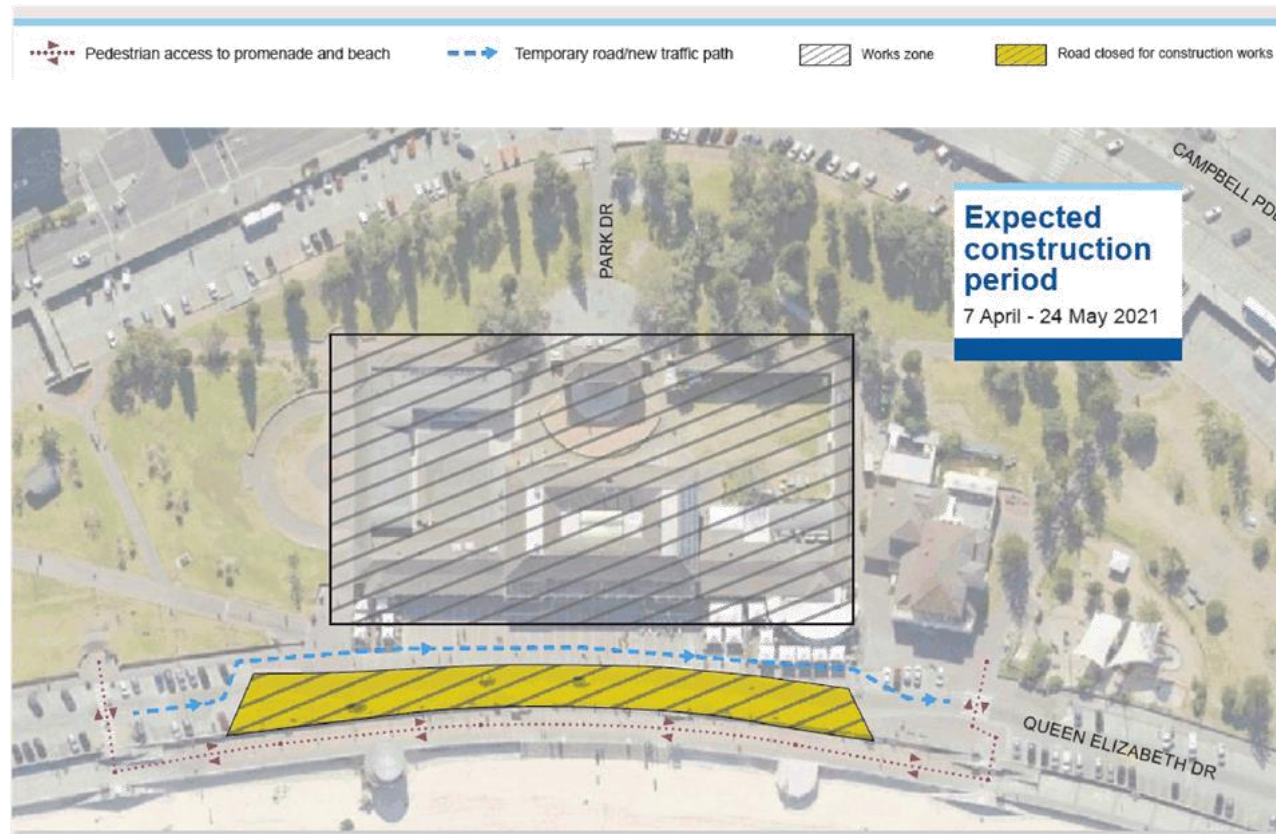 Pedestrian access to promenade and beach
Temporary road/new traffic path
Works zone
Road closed for construction works
CAMPBELL PD
PARK DR
Expected
construction
period
7 April - 24 May 2021
QUEEN ELIZABETH DR